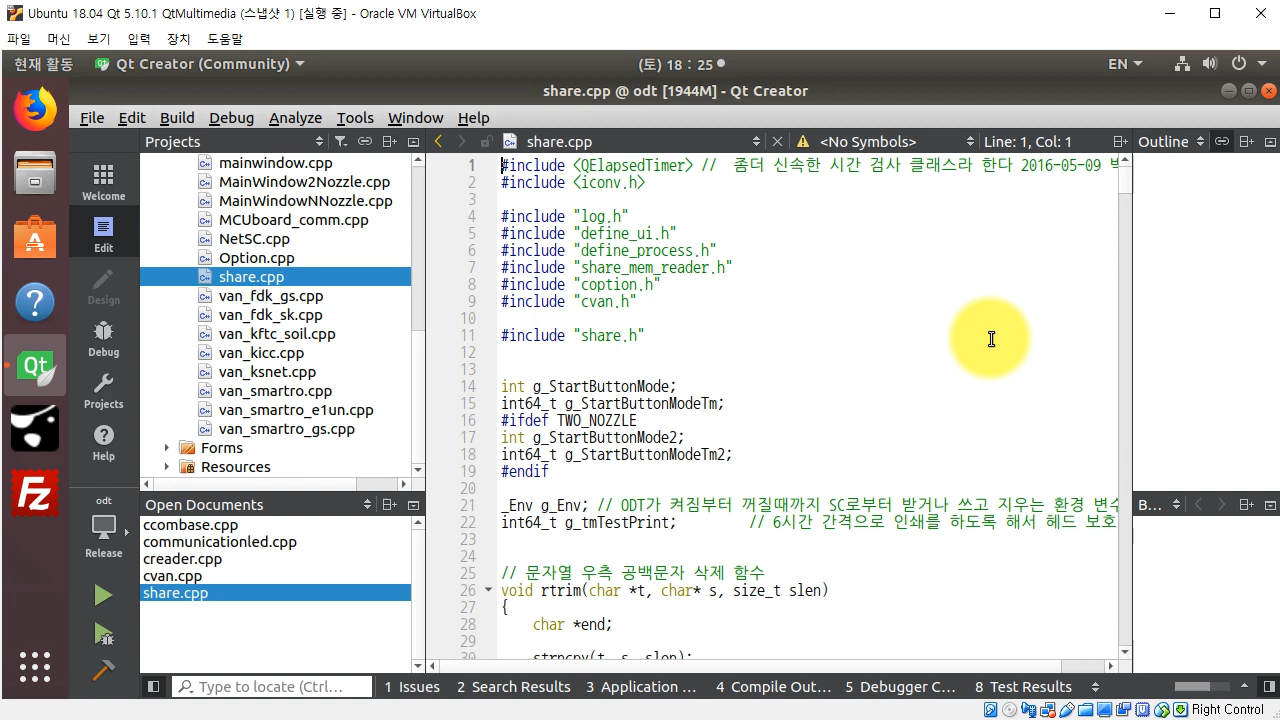 Ubuntu 18.04 Qt 5.10.1 QtMultimedia (스냅샷 1) [실행 중] - Oracle VM VirtualBox
파일 머신 보기 입력 장치 도움말
현재 활동 Qt Creator (Community) (토) 18 : 25 EN
share.cpp @ odt [1944M] - Qt Creator
File Edit Build Debug Analyze Tools Window Help
Projects share.cpp <No Symbols> Line: 1, Col: 1 Outline
Welcome
Edit
Design
Debug
Projects
Help
odt
Release
mainwindow.cpp
MainWindow2Nozzle.cpp
MainWindowNNozzle.cpp
MCUboard_comm.cpp
NetSC.cpp
Option.cpp
share.cpp
van_fdk_gs.cpp
van_fdk_sk.cpp
van_kftc_soil.cpp
van_kicc.cpp
van_ksnet.cpp
van_smartro.cpp
van_smartro_e1un.cpp
van_smartro_gs.cpp
Forms
Resources
Open Documents
ccombase.cpp
communicationled.cpp
creader.cpp
cvan.cpp
share.cpp
1 #include <QElapsedTimer> // 좀더 신속한 시간 검사 클래스라 한다 2016-05-09
2 #include <iconv.h>
3
4 #include "log.h"
5 #include "define_ui.h"
6 #include "define_process.h"
7 #include "share_mem_reader.h"
8 #include "coption.h"
9 #include "cvan.h"
10
11 #include "share.h"
12
13
14 int g_StartButtonMode;
15 int64_t g_StartButtonModeTm;
16 #ifdef TWO_NOZZLE
17 int g_StartButtonMode2;
18 int64_t g_StartButtonModeTm2;
19 #endif
20
21 _Env g_Env; // ODT가 켜짐부터 꺼질때까지 SC로부터 받거나 쓰고 지우는 환경 변수
22 int64_t g_tmTestPrint; // 6시간 간격으로 인쇄를 하도록 해서 헤드 보호
23
24
25 // 문자열 우측 공백문자 삭제 함수
26 void rtrim(char *t, char* s, size_t slen)
27 {
28 char *end;
29
30 strncpy(t, s, slen);
B...
Type to locate (Ctrl... 1 Issues 2 Search Results 3 Application ... 4 Compile Out... 5 Debugger C... 8 Test Results
Right Control